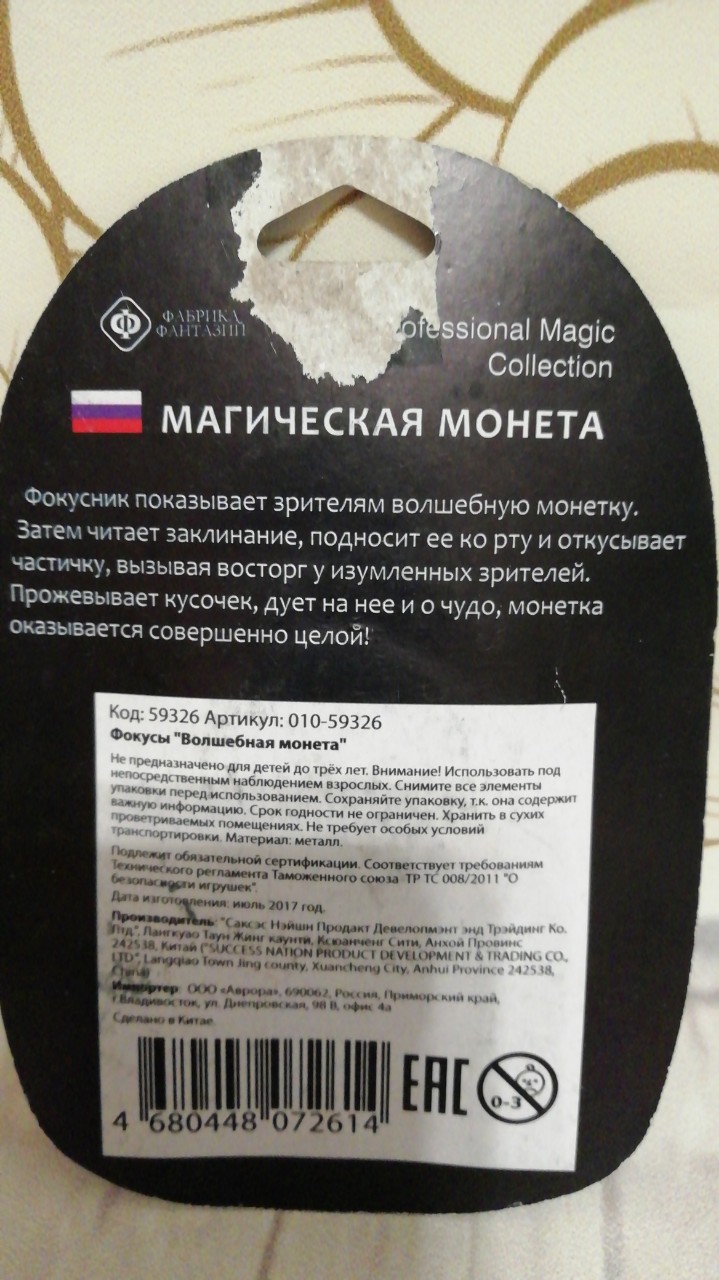 ФАБРИКА
ФАНТАЗИЙ
ofessional Magic
Collection
МАГИЧЕСКАЯ МОНЕТА
Фокусник показывает зрителям волшебную монетку.
Затем читает заклинание, подносит ее ко рту и откусывает
частичку, вызывая восторг у изумленных зрителей.
Прожевывает кусочек, дует на нее и о чудо, монетка
оказывается совершенно целой!
Код: 59326 Артикул: 010-59326
Фокусы "Волшебная монета"
Не предназначено для детей до трёх лет. Внимание! Использовать под
непосредственным наблюдением взрослых. Снимите все элементы
упаковки перед использованием. Сохраняйте упаковку, т.к. она содержит
важную информацию. Срок годности не ограничен. Хранить в сухих
проветриваемых помещениях. Не требует особых условий
транспортировки. Материал: металл.
Подлежит обязательной сертификации. Соответствует требованиям
Технического регламента Таможенного союза ТР ТС 008/2011 "О
безопасности игрушек".
Дата изготовления: июль 2017 год.
Производитель: "Саксэс Нэйшн Продакт Девелопмэнт энд Трэйдинг Ко.
Лтд", Лангкуао Таун Жинг каунти, Ксюанченг Сити, Анхой Провинс
242538, Китай ("SUCCESS NATION PRODUCT DEVELOPMENT & TRADING CO.,
LTD", Langqiao Town Jing county, Xuancheng City, Anhui Province 242538,
China)
Импортер: ООО «Аврора», 690062, Россия, Приморский край,
г.Владивосток, ул. Днепровская, 98 В, офис 4а
Сделано в Китае.
EAC
0-3
4 680448 072614